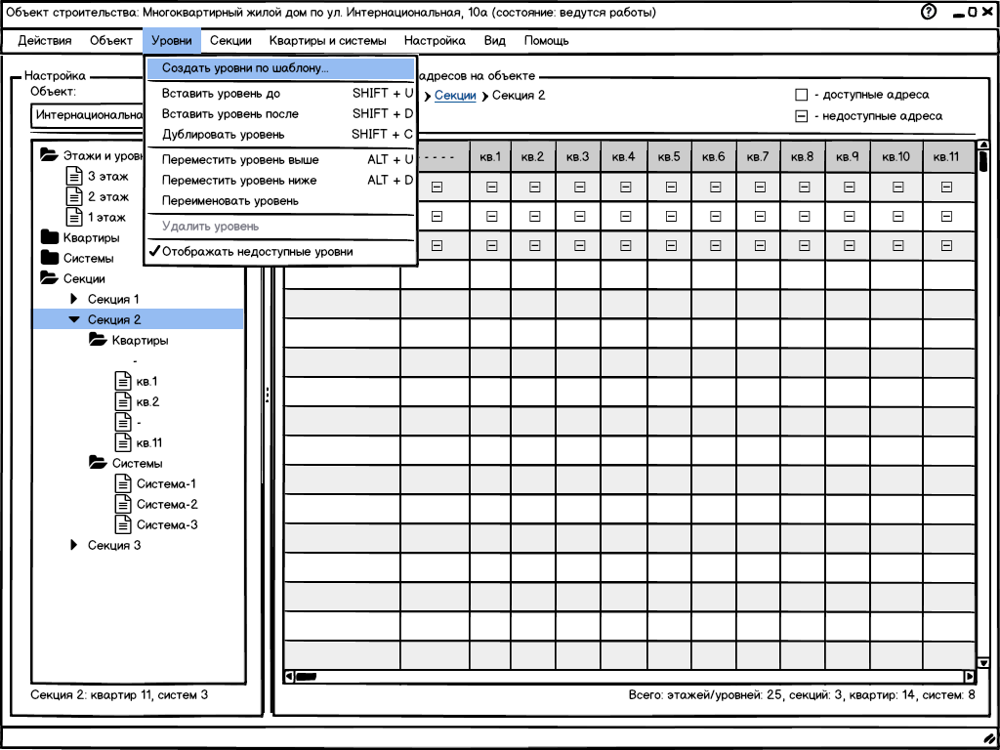 Объект строительства: Многоквартирный жилой дом по ул. Интернациональная, 10а (состояние: ведутся работы)
?
Действия Объект Уровни Секции Квартиры и системы Настройка Вид Помощь
Создать уровни по шаблону...
Вставить уровень до SHIFT + U
Вставить уровень после SHIFT + D
Дублировать уровень SHIFT + C
Переместить уровень выше ALT + U
Переместить уровень ниже ALT + D
Переименовать уровень
Удалить уровень
Отображать недоступные уровни
Настройка
Объект:
Интернациональна
Этажи и уровн
3 этаж
2 этаж
1 этаж
Квартиры
Системы
Секции
Секция 1
Секция 2
Квартиры
-
кв.1
кв.2
-
кв.11
Системы
Система-1
Система-2
Система-3
Секция 3
Секция 2: квартир 11, систем 3
адресов на объекте
Секции Секция 2
- доступные адреса
- недоступные адреса
- - - - кв.1 кв.2 кв.3 кв.4 кв.5 кв.6 кв.7 кв.8 кв.9 кв.10 кв.11
Всего: этажей/уровней: 25, секций: 3, квартир: 14, систем: 8